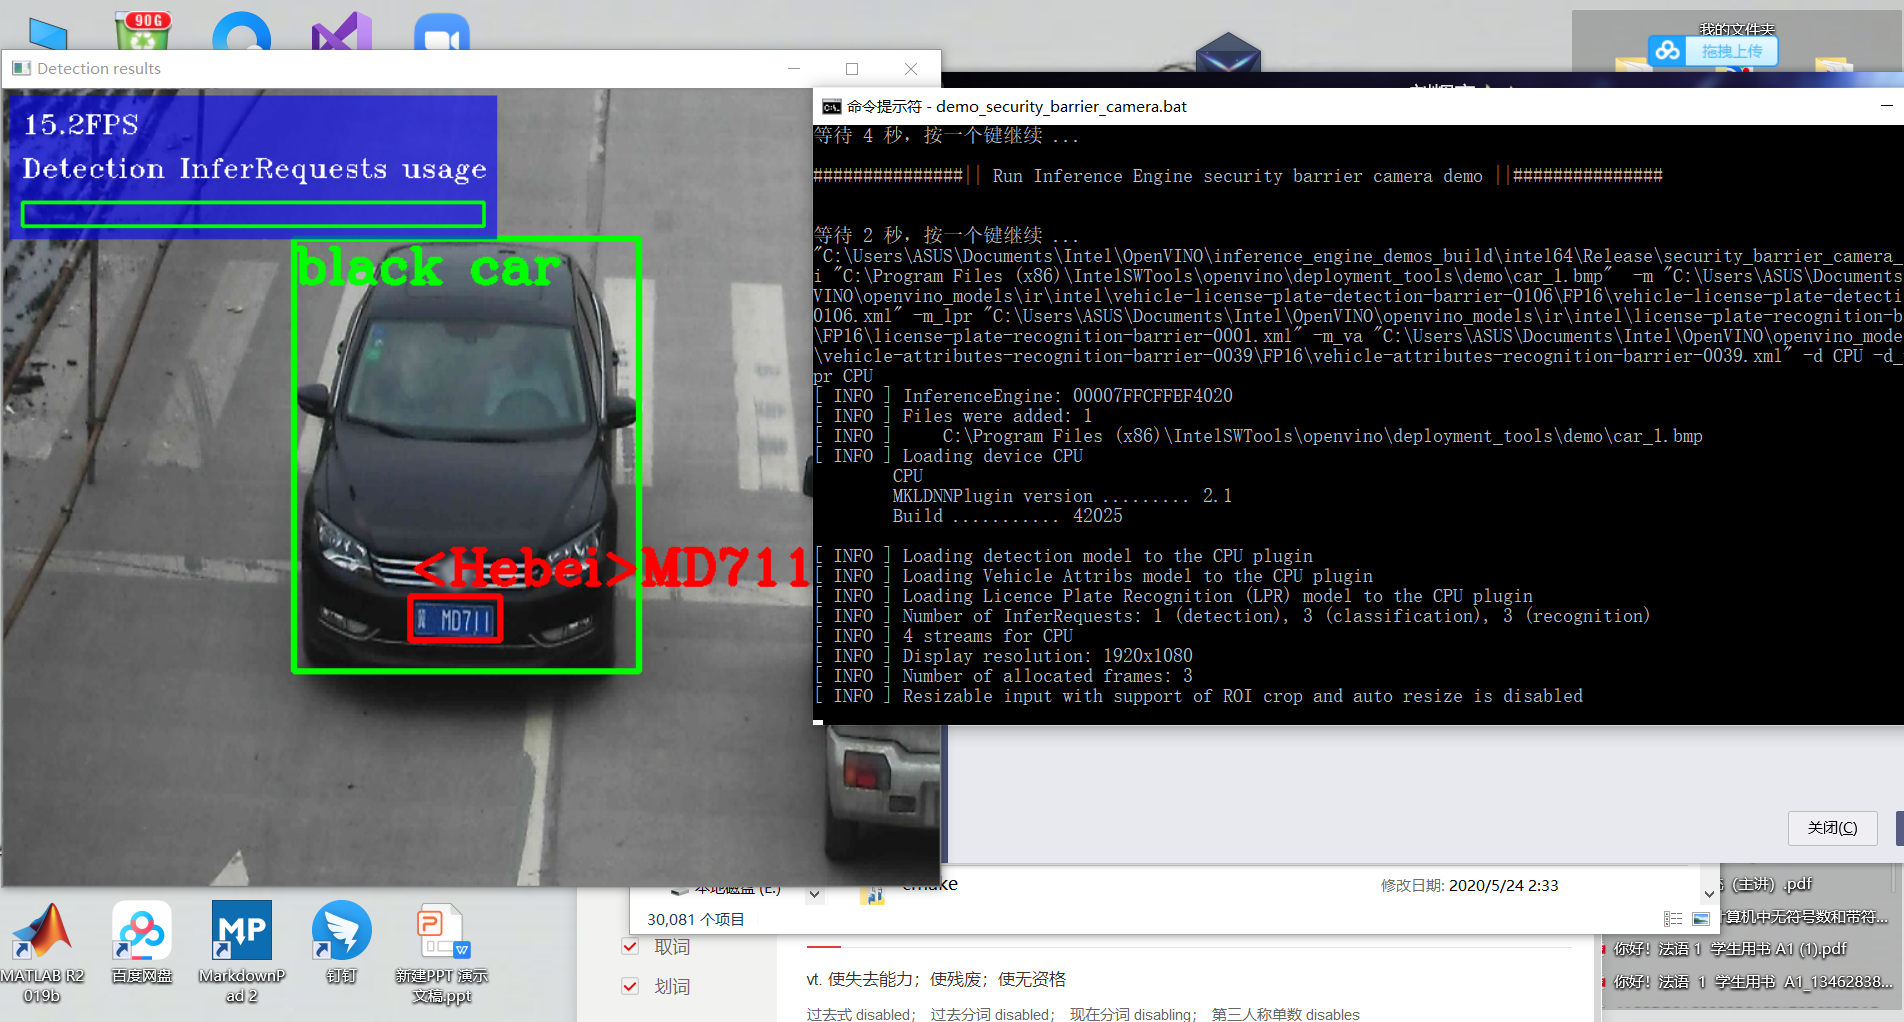 90G
我的文件夹
拖拽上传
Detection results
15.2FPS
Detection InferRequests usage
black car
<Hebei>MD711
MD711
命令提示符 - demo_security_barrier_camera.bat
等待 4 秒，按一个键继续 ...
###############|| Run Inference Engine security barrier camera demo ||###############
等待 2 秒，按一个键继续 ...
"C:\Users\ASUS\Documents\Intel\OpenVINO\inference_engine_demos_build\intel64\Release\security_barrier_camera_
i "C:\Program Files (x86)\IntelSWTools\openvino\deployment_tools\demo\car_1.bmp"  -m "C:\Users\ASUS\Documents
VINO\openvino_models\ir\intel\vehicle-license-plate-detection-barrier-0106\FP16\vehicle-license-plate-detecti
0106.xml" -m_lpr "C:\Users\ASUS\Documents\Intel\OpenVINO\openvino_models\ir\intel\license-plate-recognition-b
\FP16\license-plate-recognition-barrier-0001.xml" -m_va "C:\Users\ASUS\Documents\Intel\OpenVINO\openvino_mode
\vehicle-attributes-recognition-barrier-0039\FP16\vehicle-attributes-recognition-barrier-0039.xml" -d CPU -d_
pr CPU
[ INFO ] InferenceEngine: 00007FFCFFEF4020
[ INFO ] Files were added: 1
[ INFO ]     C:\Program Files (x86)\IntelSWTools\openvino\deployment_tools\demo\car_1.bmp
[ INFO ] Loading device CPU
CPU
MKLDNNPlugin version ......... 2.1
Build ........... 42025
[ INFO ] Loading detection model to the CPU plugin
[ INFO ] Loading Vehicle Attribs model to the CPU plugin
[ INFO ] Loading Licence Plate Recognition (LPR) model to the CPU plugin
[ INFO ] Number of InferRequests: 1 (detection), 3 (classification), 3 (recognition)
[ INFO ] 4 streams for CPU
[ INFO ] Display resolution: 1920x1080
[ INFO ] Number of allocated frames: 3
[ INFO ] Resizable input with support of ROI crop and auto resize is disabled
关闭(C)
本地磁盘 (E:)
cmake
修改日期: 2020/5/24 2:33
30,081 个项目
(主讲) .pdf
计算机中无符号数和带符...
你好！法语 1 学生用书 A1 (1).pdf
你好！法语 1 学生用书 A1_13462838...
取词
划词
vt. 使失去能力；使残废；使无资格
过去式 disabled； 过去分词 disabled； 现在分词 disabling； 第三人称单数 disables
MATLAB R2
019b
百度网盘
MP
MarkdownP
ad 2
钉钉
P
W
新建PPT 演示
文稿.ppt